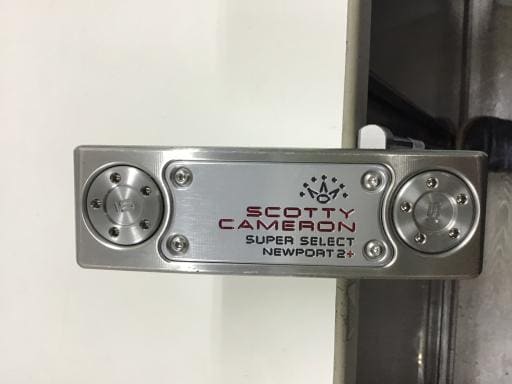 SCOTTY
CAMERON
SUPER SELECT
NEWPORT 2+